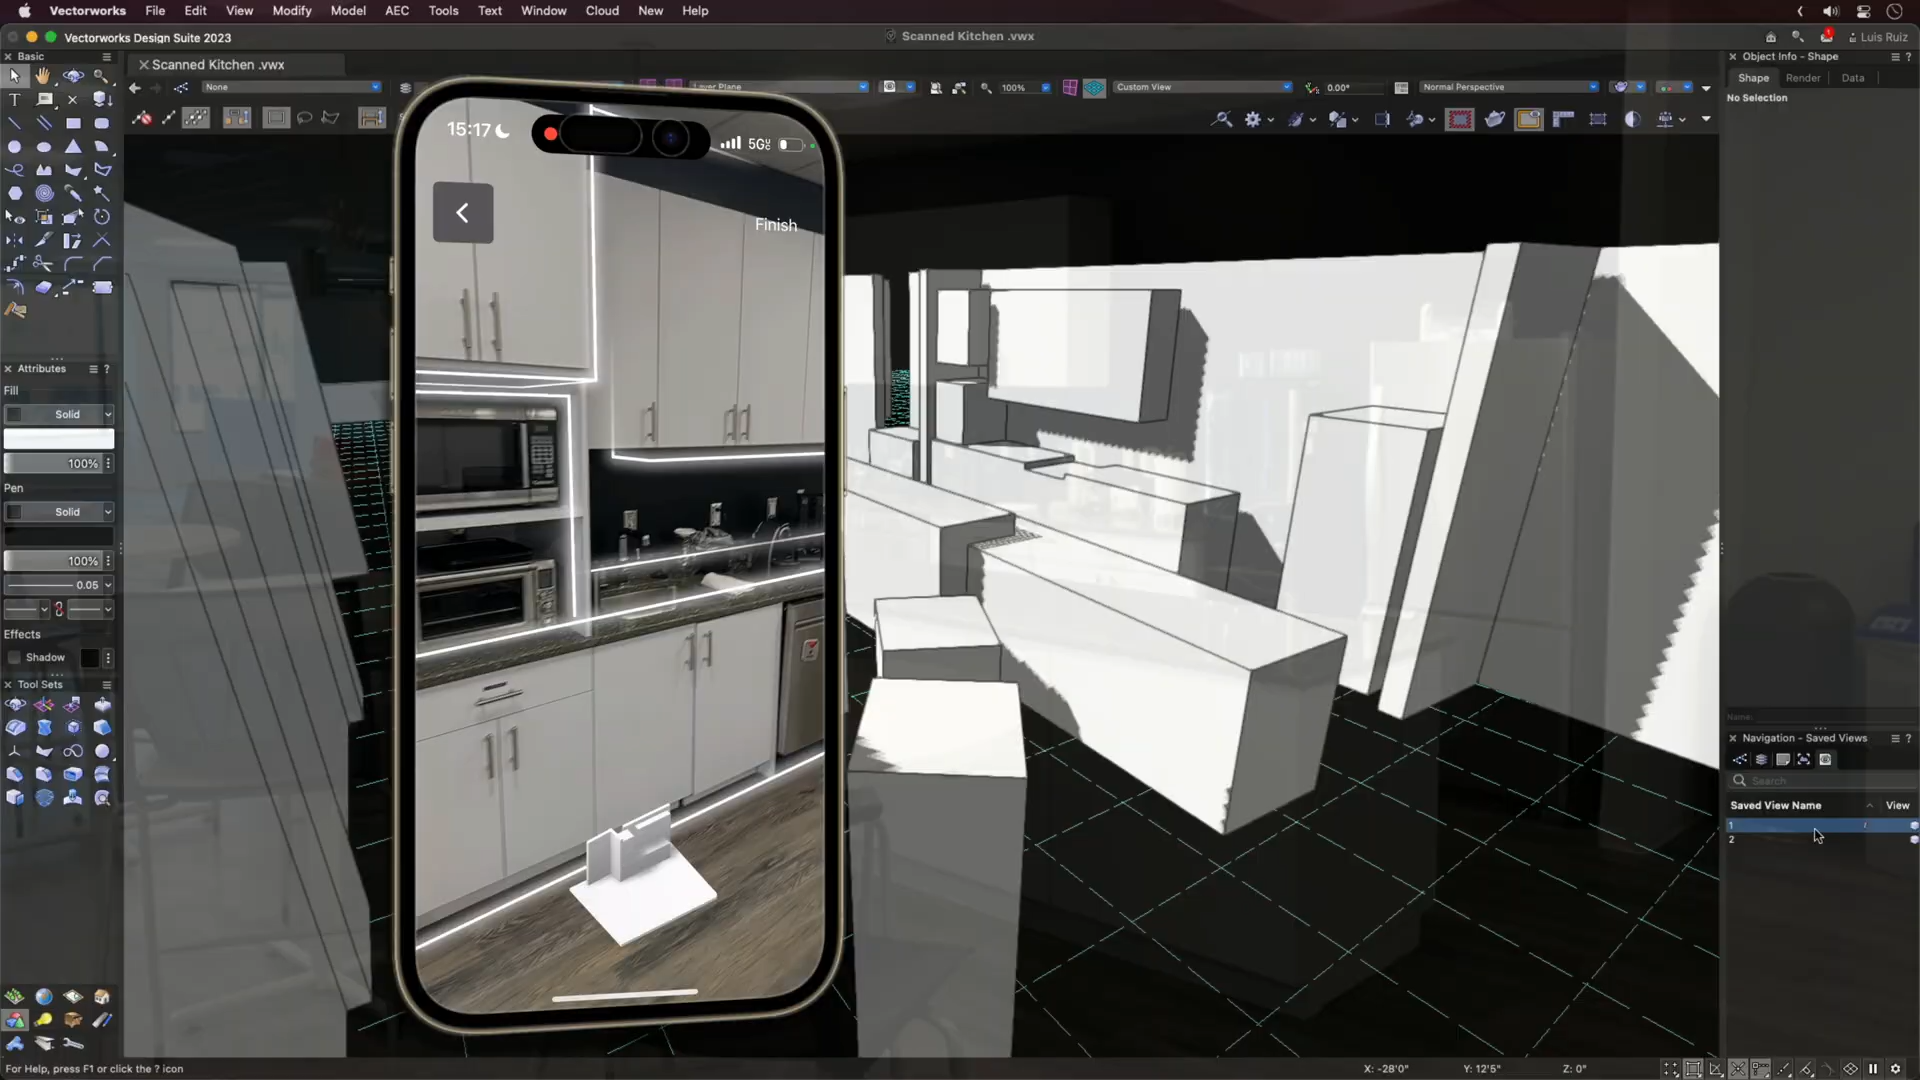 Vectorworks File Edit View Modify Model AEC Tools Text Window Cloud New Help
Vectorworks Design Suite 2023
Scanned Kitchen .vwx
1
Luis Ruiz
Basic
Scanned Kitchen .vwx
Object Info - Shape
Shape Render Data
No Selection
None
Layer Plane
100%
Custom View
0.00°
Normal Perspective
15:17
5G
Finish
Attributes
Fill
Solid
100%
Pen
Solid
100%
0.05
Effects
Shadow
Tool Sets
Name:
Navigation - Saved Views
Search
Saved View Name View
1
2
For Help, press F1 or click the ? icon
X: -28'0"
Y: 12'5"
Z: 0"